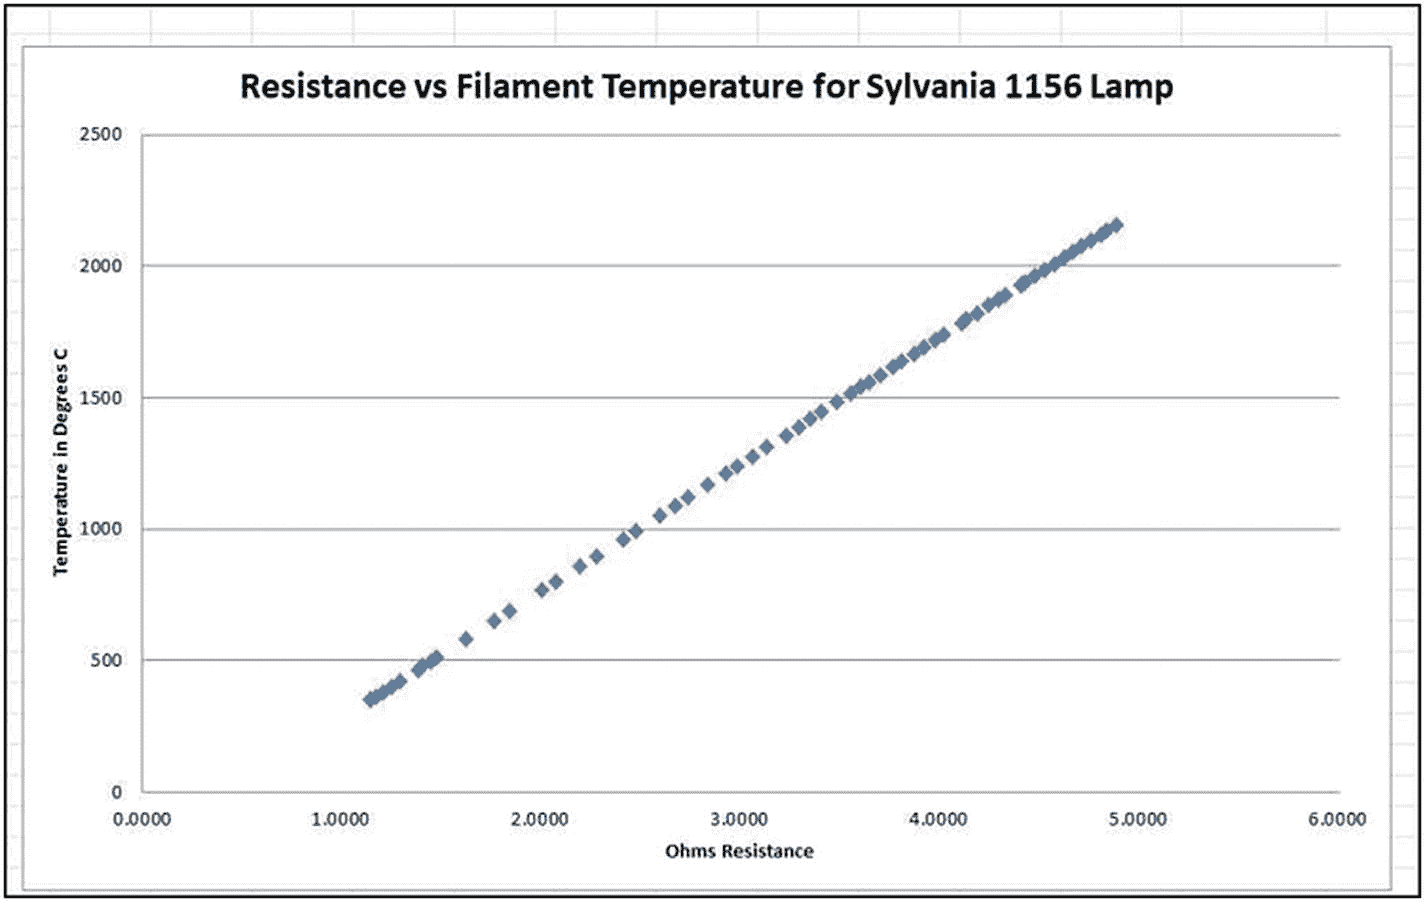 Resistance vs Filament Temperature for Sylvania 1156 Lamp
2500
2000
1500
1000
500
0
Temperature in Degrees C
0.0000 1.0000 2.0000 3.0000 4.0000 5.0000 6.0000
Ohms Resistance